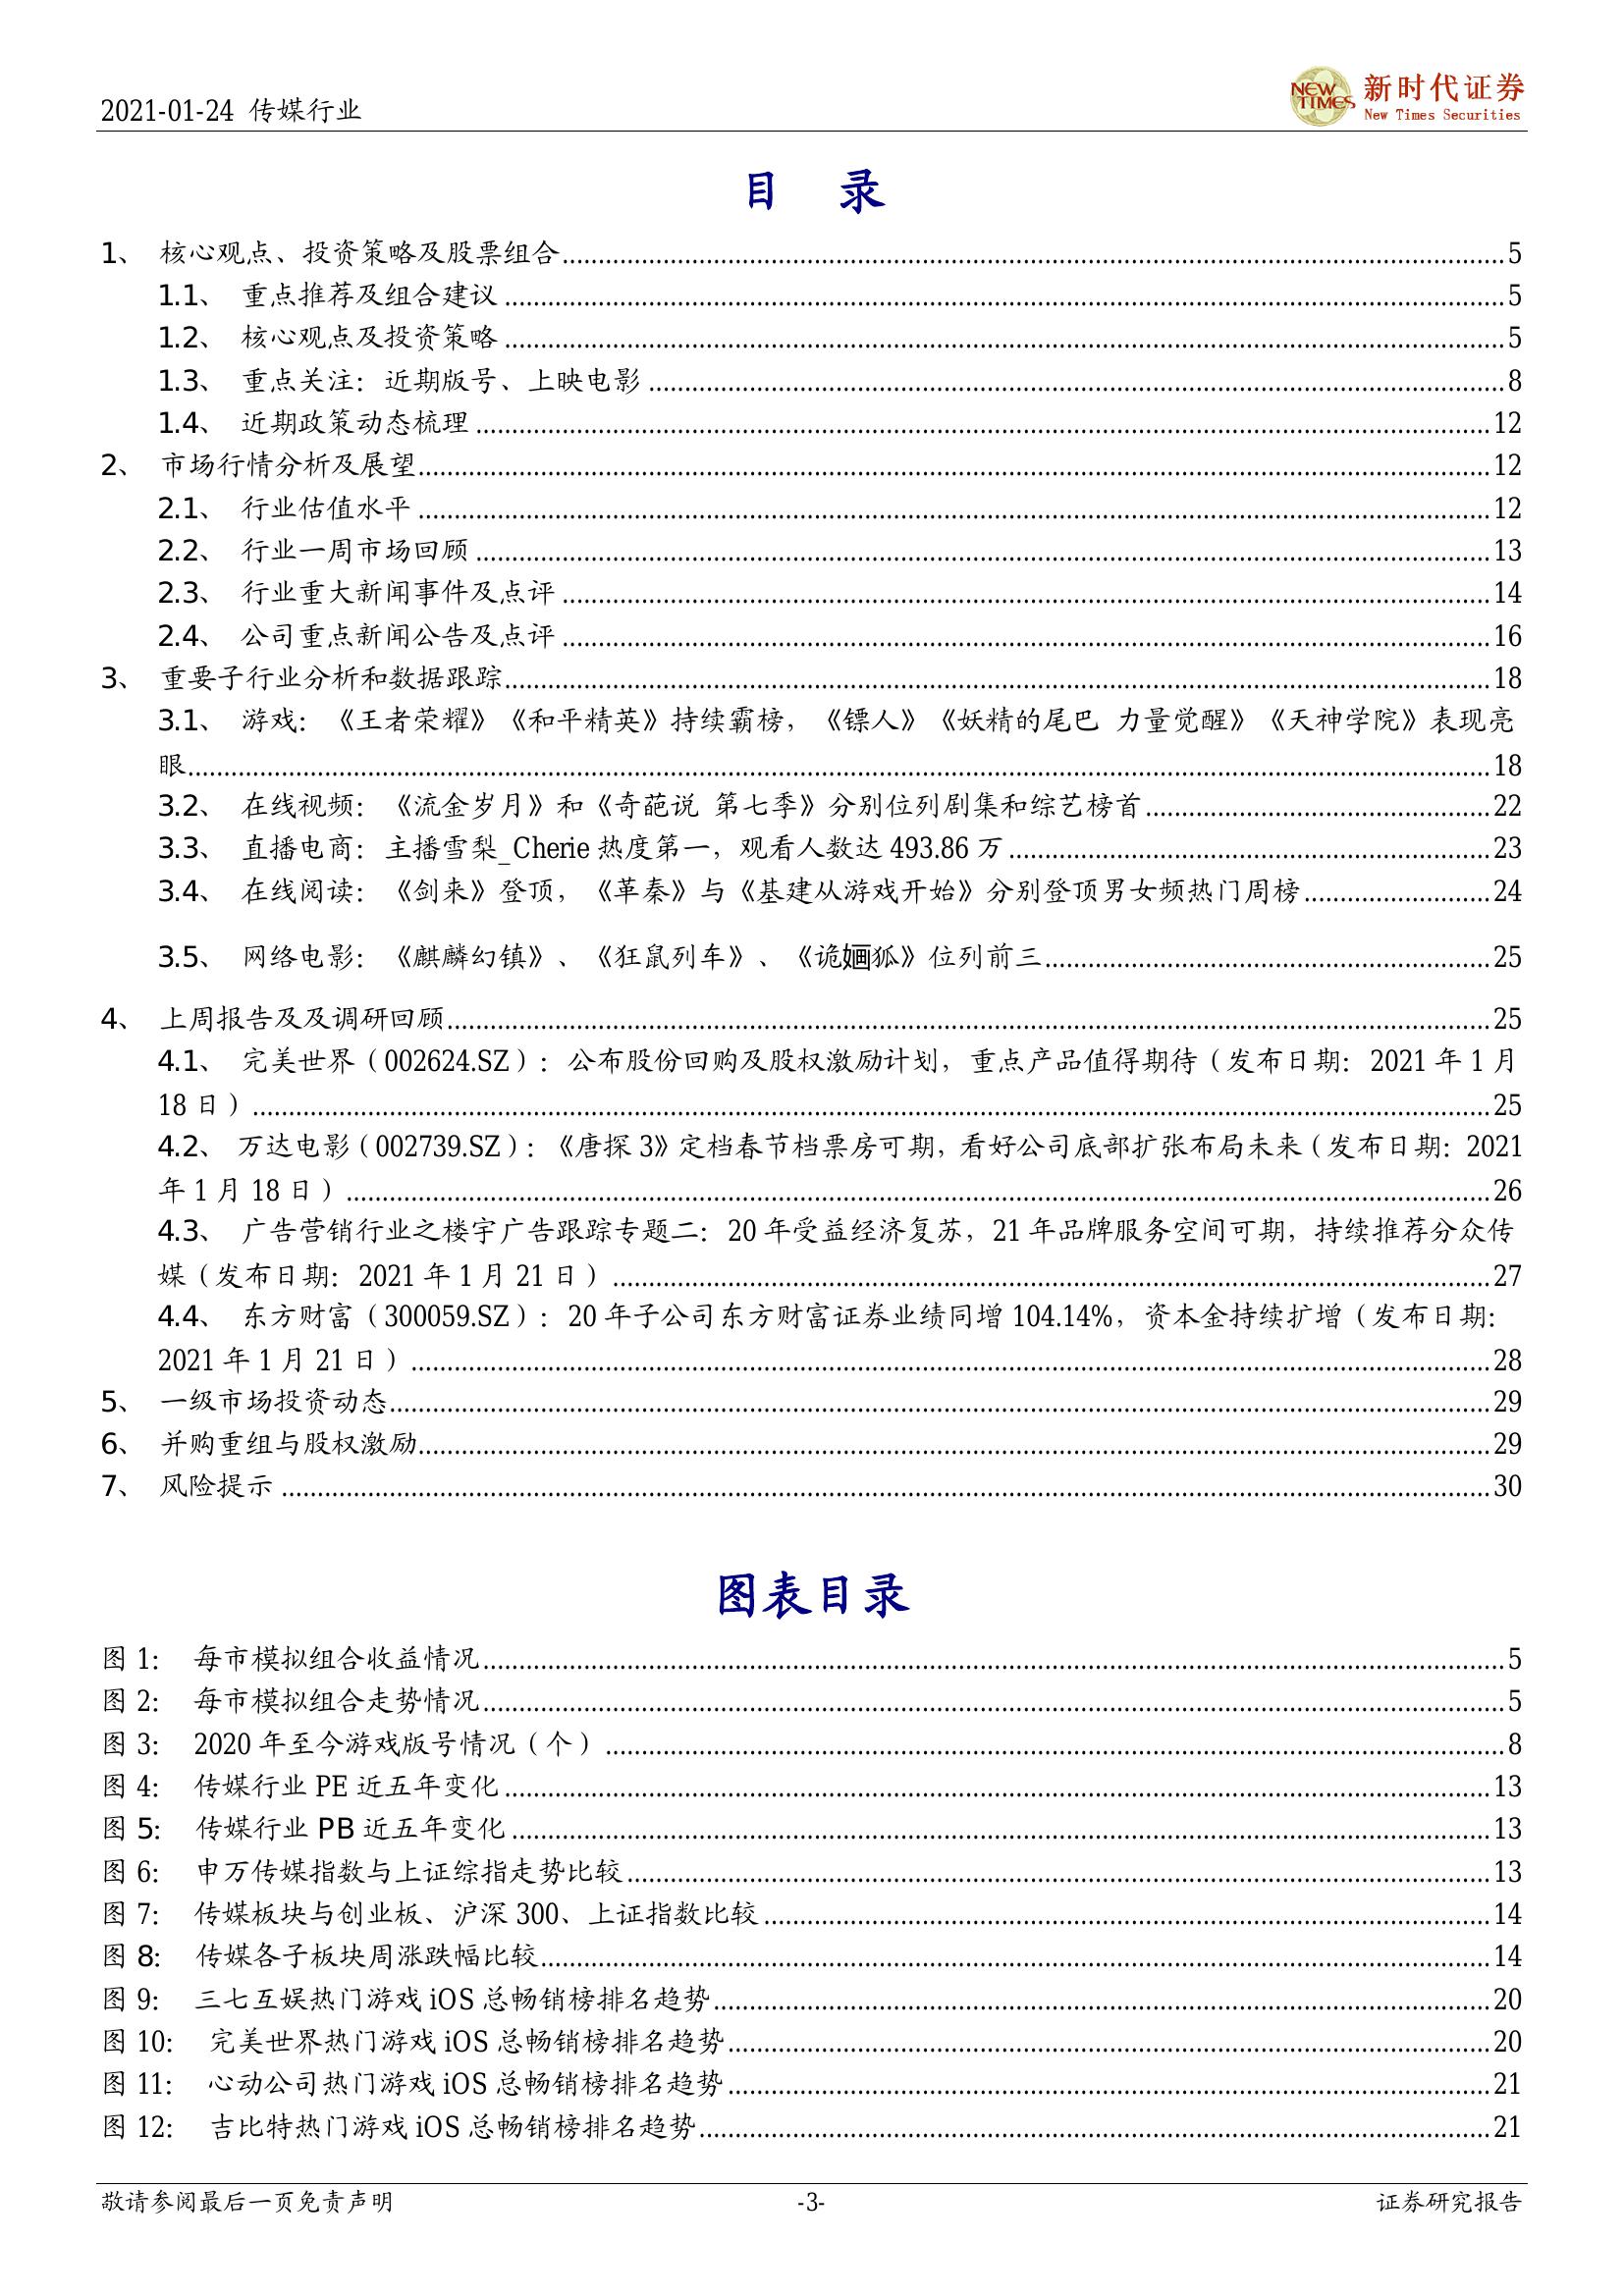 2021-01-24 传媒行业
NEW TIMES 新时代证券
New Times Securities
目 录
1、 核心观点、投资策略及股票组合 5
1.1、 重点推荐及组合建议 5
1.2、 核心观点及投资策略 5
1.3、 重点关注：近期版号、上映电影 8
1.4、 近期政策动态梳理 12
2、 市场行情分析及展望 12
2.1、 行业估值水平 12
2.2、 行业一周市场回顾 13
2.3、 行业重大新闻事件及点评 14
2.4、 公司重点新闻公告及点评 16
3、 重要子行业分析和数据跟踪 18
3.1、 游戏：《王者荣耀》《和平精英》持续霸榜，《镖人》《妖精的尾巴 力量觉醒》《天神学院》表现亮
眼 18
3.2、 在线视频：《流金岁月》和《奇葩说 第七季》分别位列剧集和综艺榜首 22
3.3、 直播电商：主播雪梨_Cherie 热度第一，观看人数达 493.86 万 23
3.4、 在线阅读：《剑来》登顶，《革秦》与《基建从游戏开始》分别登顶男女频热门周榜 24
3.5、 网络电影：《麒麟幻镇》、《狂鼠列车》、《诡婳狐》位列前三 25
4、 上周报告及及调研回顾 25
4.1、 完美世界（002624.SZ）：公布股份回购及股权激励计划，重点产品值得期待（发布日期：2021 年 1 月
18 日） 25
4.2、 万达电影（002739.SZ）：《唐探 3》定档春节档票房可期，看好公司底部扩张布局未来（发布日期：2021
年 1 月 18 日） 26
4.3、 广告营销行业之楼宇广告跟踪专题二：20 年受益经济复苏，21 年品牌服务空间可期，持续推荐分众传
媒（发布日期：2021 年 1 月 21 日） 27
4.4、 东方财富（300059.SZ）：20 年子公司东方财富证券业绩同增 104.14%，资本金持续扩增（发布日期：
2021 年 1 月 21 日） 28
5、 一级市场投资动态 29
6、 并购重组与股权激励 29
7、 风险提示 30
图表目录
图 1： 每市模拟组合收益情况 5
图 2： 每市模拟组合走势情况 5
图 3： 2020 年至今游戏版号情况（个） 8
图 4： 传媒行业 PE 近五年变化 13
图 5： 传媒行业 PB 近五年变化 13
图 6： 申万传媒指数与上证综指走势比较 13
图 7： 传媒板块与创业板、沪深 300、上证指数比较 14
图 8： 传媒各子板块周涨跌幅比较 14
图 9： 三七互娱热门游戏 iOS 总畅销榜排名趋势 20
图 10： 完美世界热门游戏 iOS 总畅销榜排名趋势 20
图 11： 心动公司热门游戏 iOS 总畅销榜排名趋势 21
图 12： 吉比特热门游戏 iOS 总畅销榜排名趋势 21
敬请参阅最后一页免责声明 -3- 证券研究报告